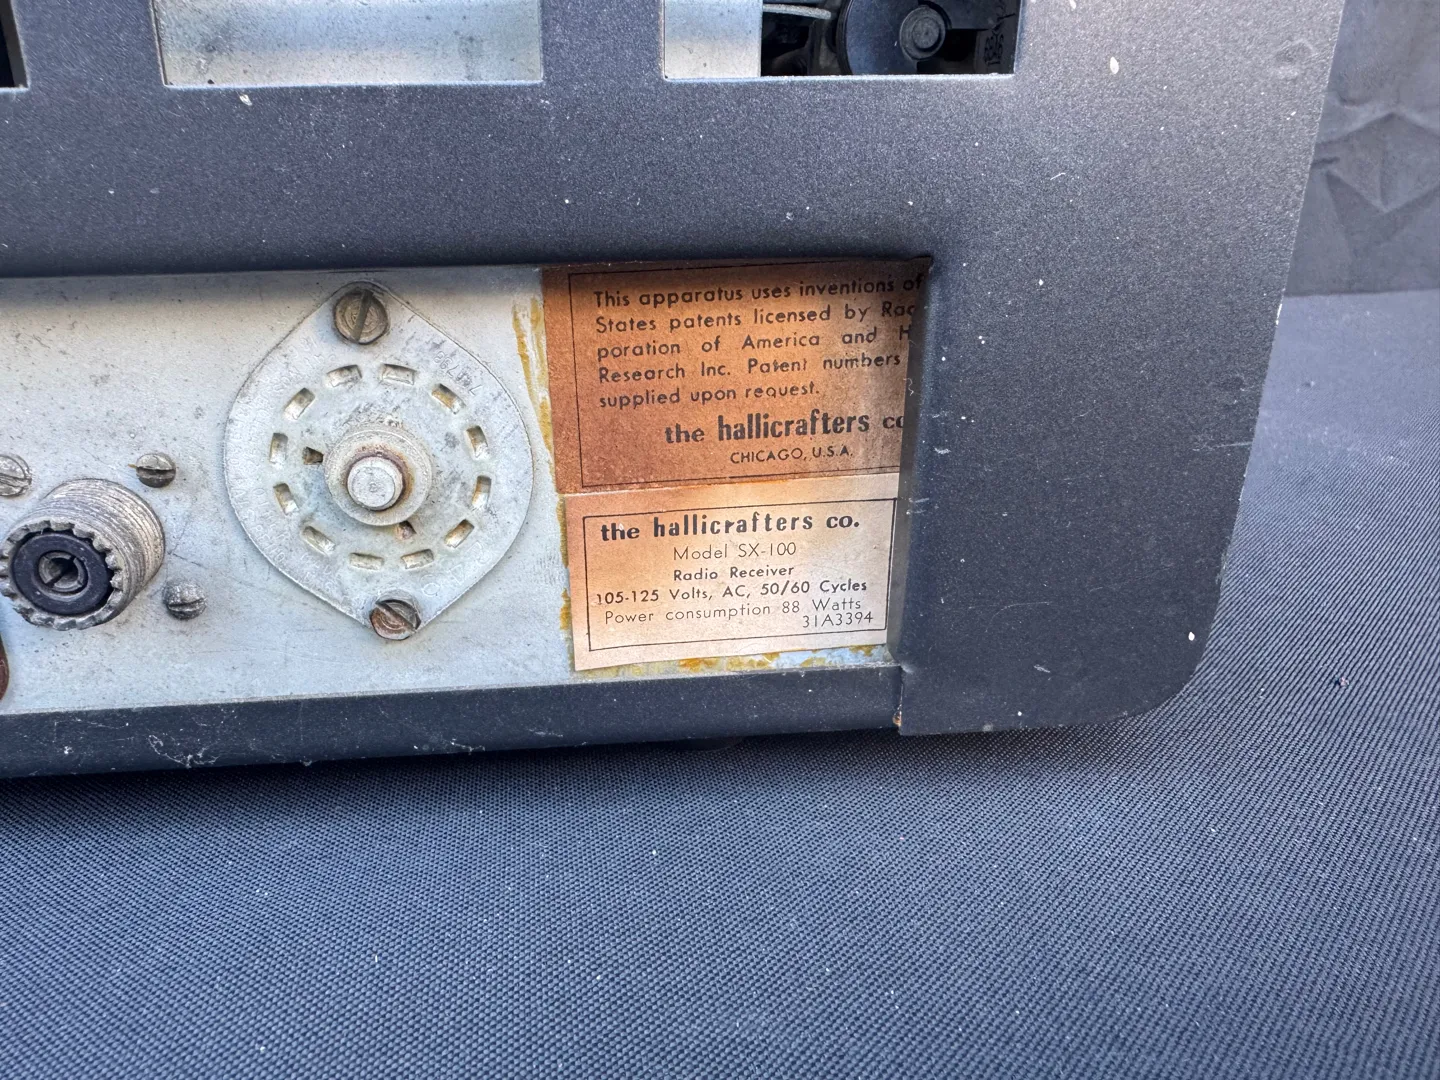 This apparatus uses inventions of
States patents licensed by
poration of America and
Research Inc. Patent numbers
supplied upon request.
the hallicrafters co
CHICAGO, U.S.A.
the hallicrafters co.
Model SX-100
Radio Receiver
105-125 Volts, AC, 50/60 Cycles
Power consumption 88 Watts
31A3394